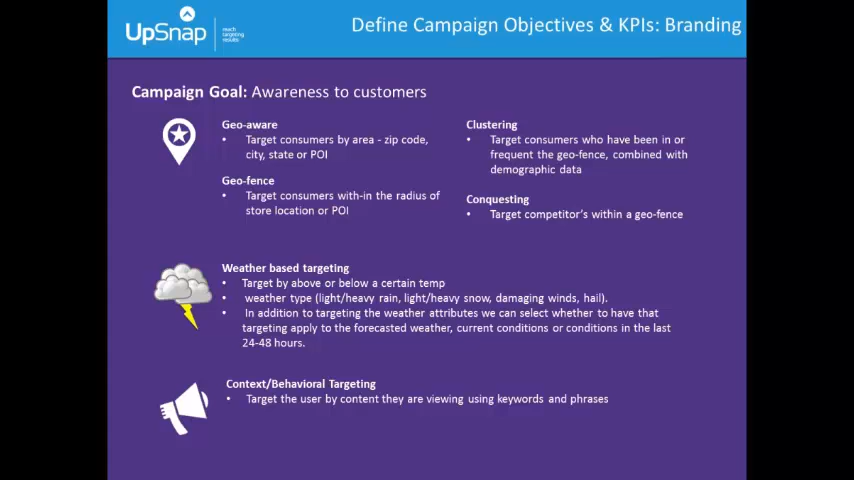 UpSnap
reach
targeting
results
Define Campaign Objectives & KPIs: Branding
Campaign Goal: Awareness to customers
Geo-aware
• Target consumers by area - zip code,
city, state or POI
Geo-fence
• Target consumers with-in the radius of
store location or POI
Clustering
• Target consumers who have been in or
frequent the geo-fence, combined with
demographic data
Conquesting
• Target competitor's within a geo-fence
Weather based targeting
• Target by above or below a certain temp
• weather type (light/heavy rain, light/heavy snow, damaging winds, hail).
• In addition to targeting the weather attributes we can select whether to have that
targeting apply to the forecasted weather, current conditions or conditions in the last
24-48 hours.
Context/Behavioral Targeting
• Target the user by content they are viewing using keywords and phrases